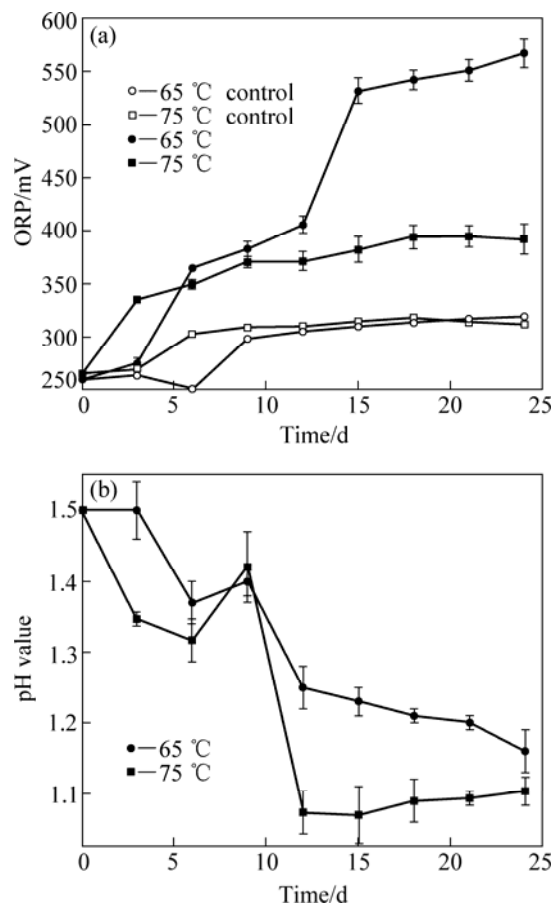 (a)
600
550
500
450
400
350
300
250
ORP/mV
65 ℃ control
75 ℃ control
65 ℃
75 ℃
0 5 10 15 20 25
Time/d
(b)
1.5
1.4
1.3
1.2
1.1
pH value
65 ℃
75 ℃
0 5 10 15 20 25
Time/d